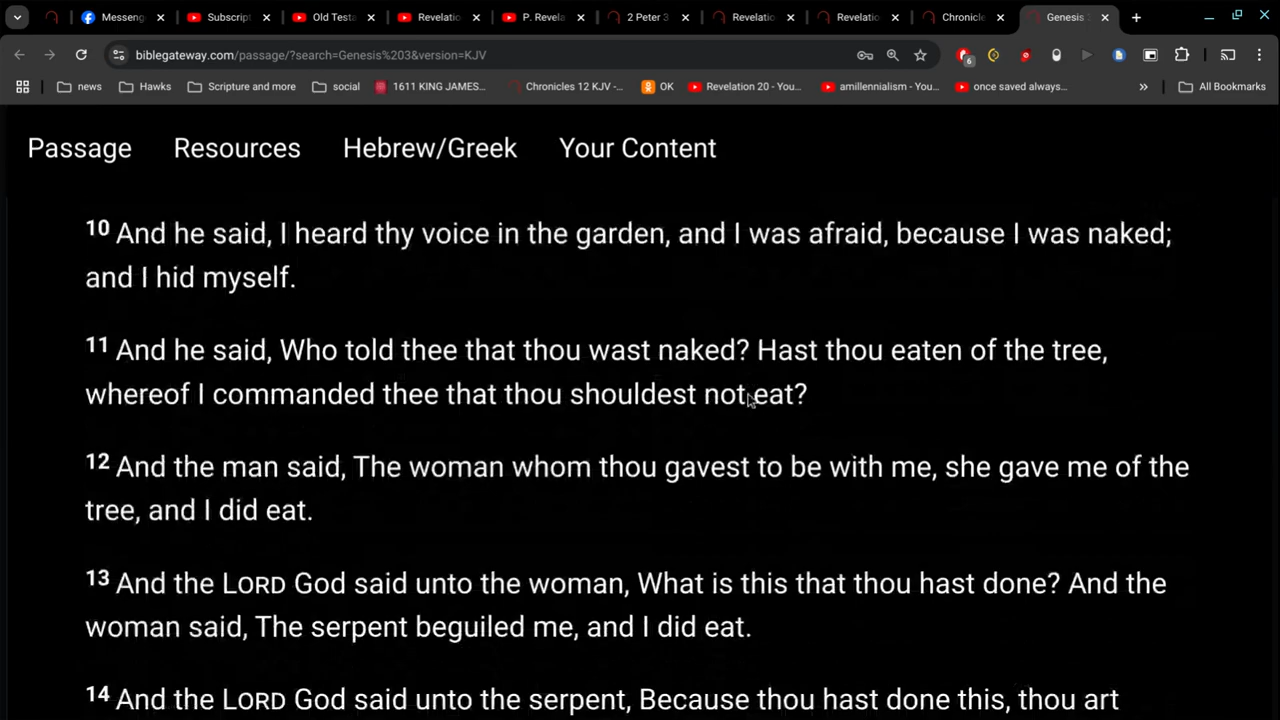 Messenge
Subscript
Old Testa
Revelatio
P. Revela
2 Peter 3
Revelatio
Revelatio
Chronicle
Genesis
biblegateway.com/passage/?search=Genesis%203&version=KJV
6
news
Hawks
Scripture and more
social
1611 KING JAMES...
Chronicles 12 KJV -...
OK
Revelation 20 - You...
amillennialism - You...
once saved always...
»
All Bookmarks
Passage
Resources
Hebrew/Greek
Your Content
10 And he said, I heard thy voice in the garden, and I was afraid, because I was naked;
and I hid myself.
11 And he said, Who told thee that thou wast naked? Hast thou eaten of the tree,
whereof I commanded thee that thou shouldest not eat?
12 And the man said, The woman whom thou gavest to be with me, she gave me of the
tree, and I did eat.
13 And the LORD God said unto the woman, What is this that thou hast done? And the
woman said, The serpent beguiled me, and I did eat.
14 And the LORD God said unto the serpent, Because thou hast done this, thou art